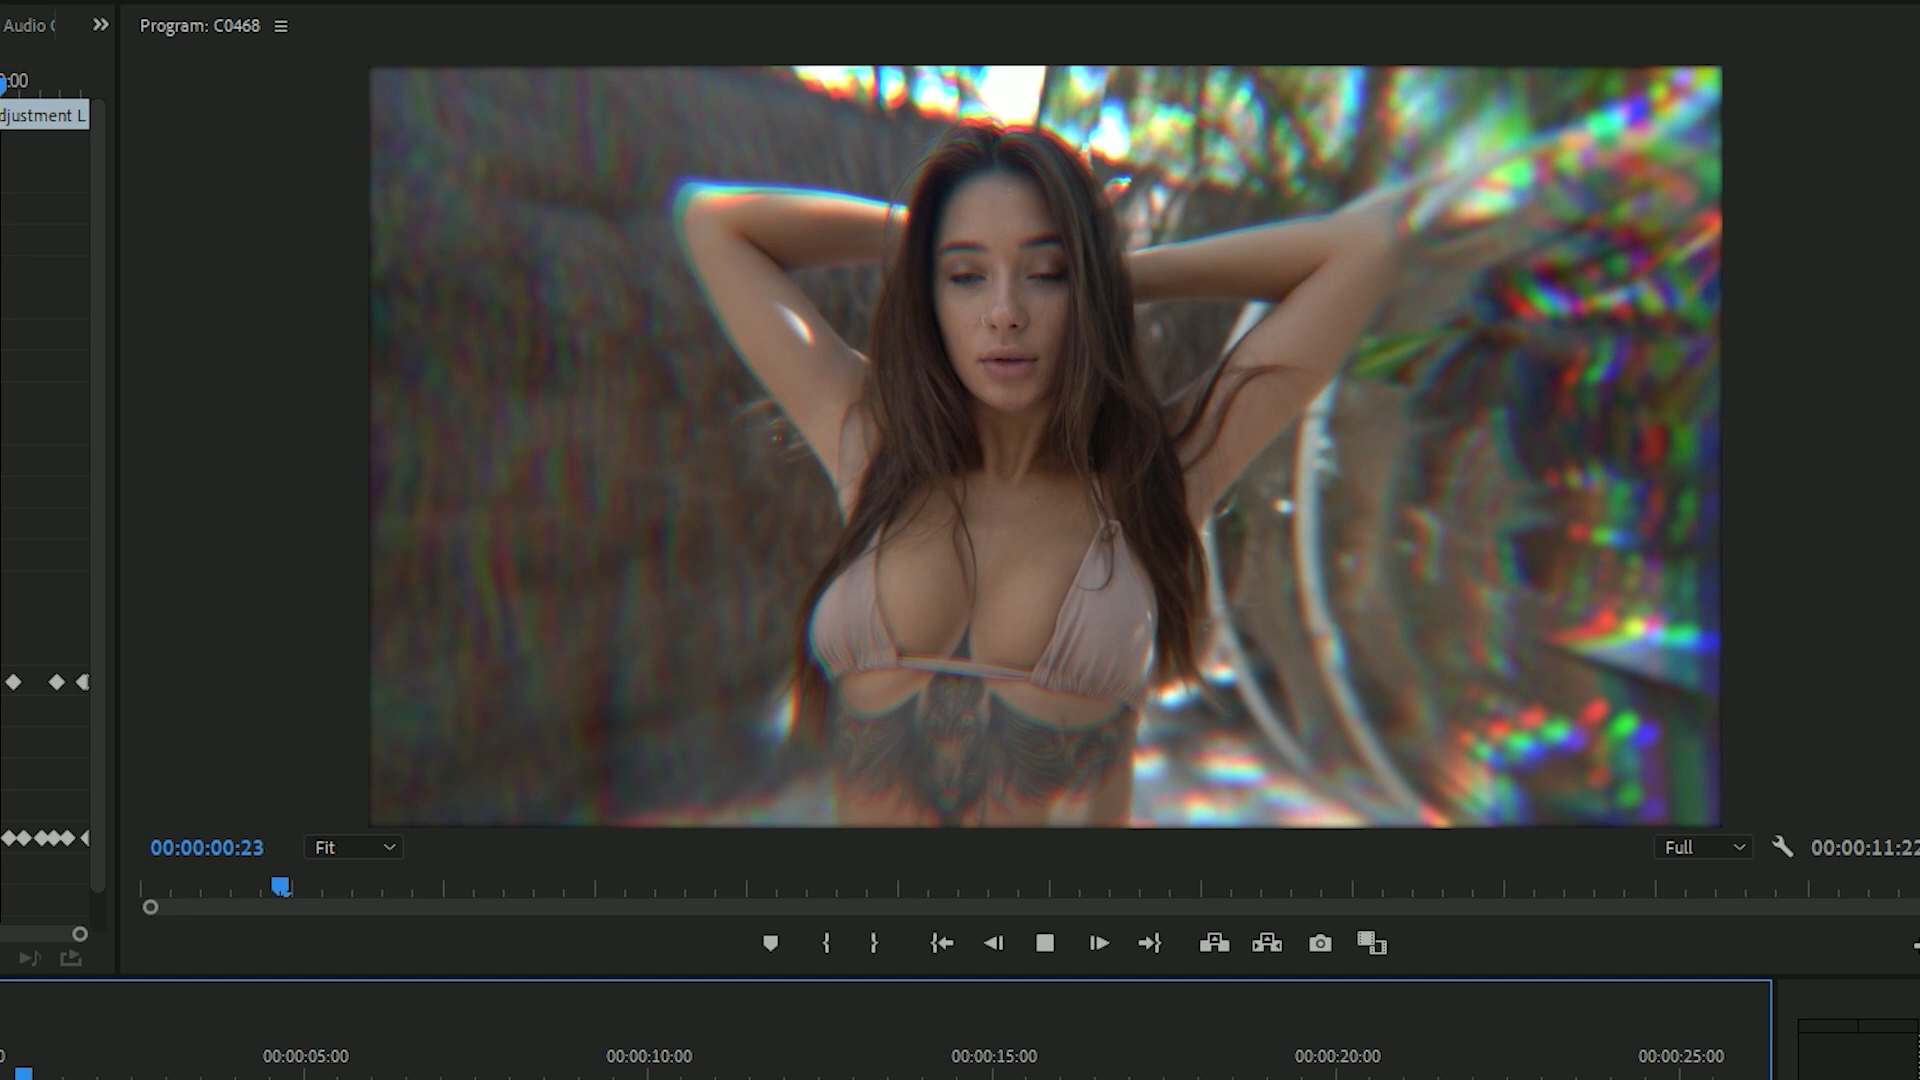 Audio
Program: C0468
:00
djustment L
00:00:00:23
Fit
Full
00:00:11:22
00:00:05:00
00:00:10:00
00:00:15:00
00:00:20:00
00:00:25:00